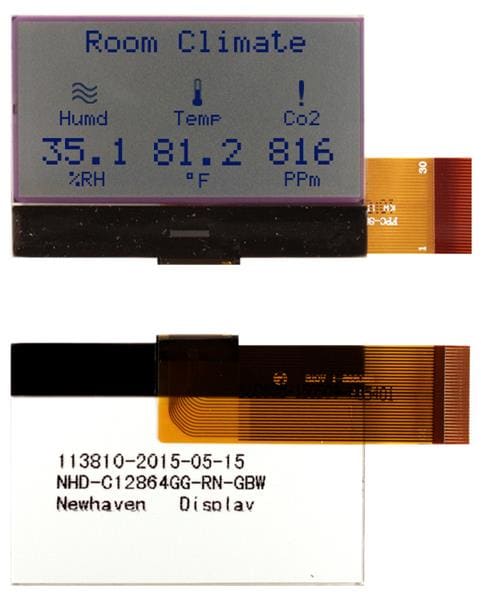 Room Climate
Humd Temp Co2
35.1 81.2 816
%RH °F PPm
30
1
113810-2015-05-15
NHD-C12864GG-RN-GBW
Newhaven Display